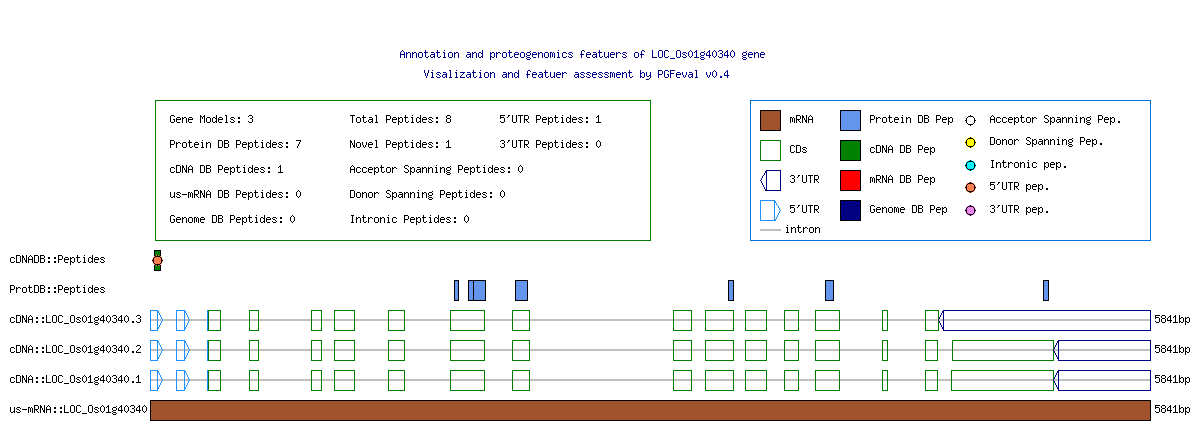 Annotation and proteogenomics featuers of LOC_Os01g40340 gene
Visalization and featuer assessment by PGFeval v0.4
Gene Models: 3 Total Peptides: 8 5'UTR Peptides: 1
Protein DB Peptides: 7 Novel Peptides: 1 3'UTR Peptides: 0
cDNA DB Peptides: 1 Acceptor Spanning Peptides: 0
us-mRNA DB Peptides: 0 Donor Spanning Peptides: 0
Genome DB Peptides: 0 Intronic Peptides: 0
mRNA Protein DB Pep Acceptor Spanning Pep.
CDs cDNA DB Pep Donor Spanning Pep.
3'UTR mRNA DB Pep Intronic pep.
5'UTR Genome DB Pep 5'UTR pep.
intron 3'UTR pep.
cDNADB::Peptides
ProtDB::Peptides
cDNA::LOC_Os01g40340.3 5841bp
cDNA::LOC_Os01g40340.2 5841bp
cDNA::LOC_Os01g40340.1 5841bp
us-mRNA::LOC_Os01g40340 5841bp